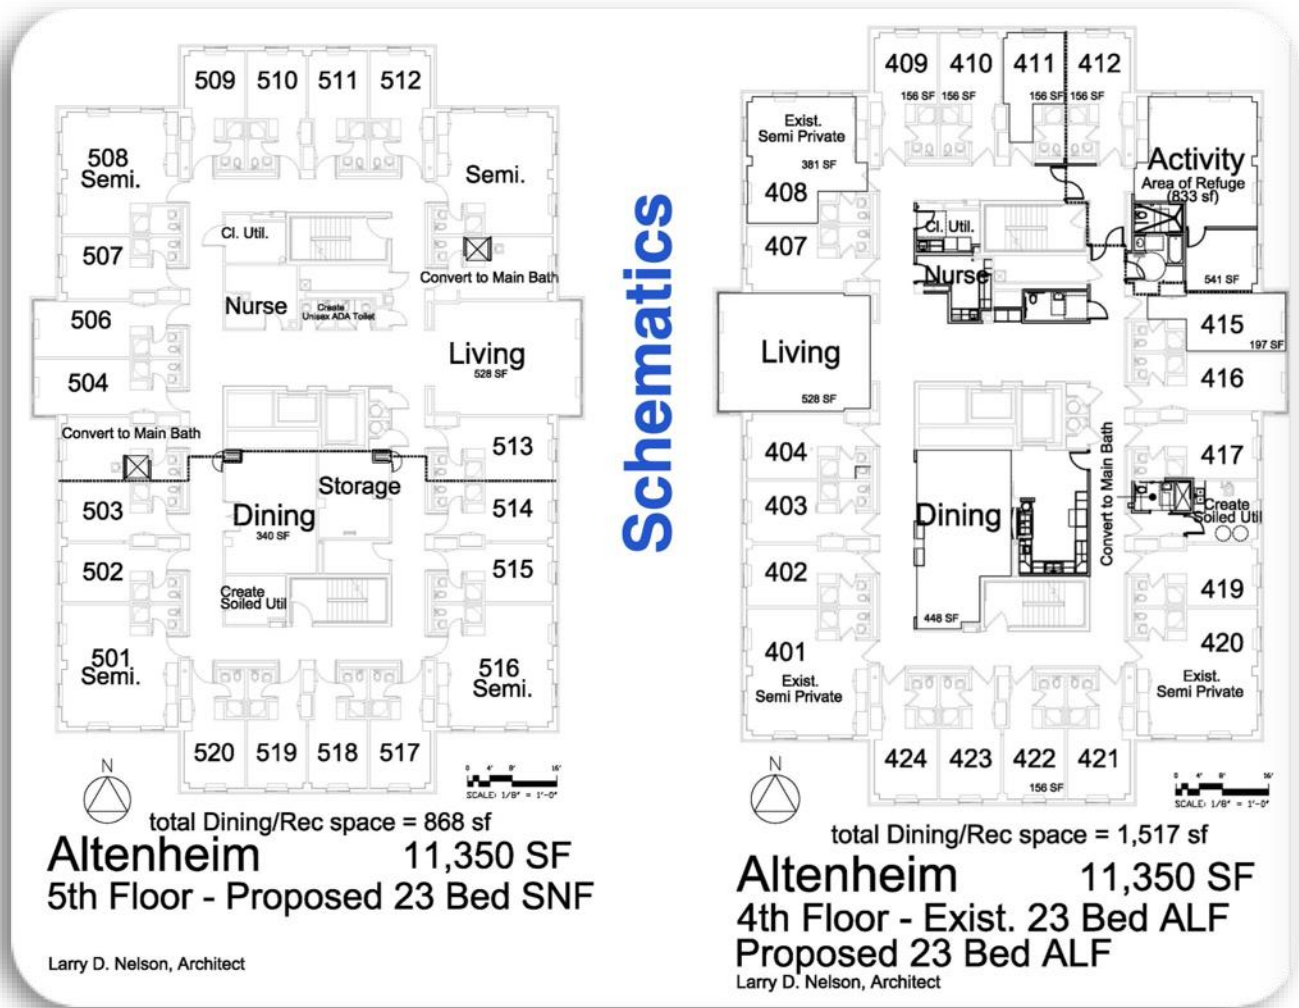 509 510 511 512
508
Semi.
Semi.
507
Cl. Util.
Convert to Main Bath
Nurse
Create
Unisex ADA Toilet
506
504
Living
528 SF
Convert to Main Bath
513
503
Storage
514
Dining
340 SF
502
515
Create
Soiled Util
501
Semi.
516
Semi.
520 519 518 517
N
0 4' 8' 16'
SCALE: 1/8" = 1'-0"
total Dining/Rec space = 868 sf
Altenheim 11,350 SF
5th Floor - Proposed 23 Bed SNF
Larry D. Nelson, Architect
Schematics
409 410 411 412
156 SF 156 SF 156 SF 156 SF
Exist.
Semi Private
381 SF
408
Activity
Area of Refuge
(833 sf)
407
Cl. Util.
Nurse
541 SF
415
197 SF
Living
528 SF
416
404
417
Convert to Main Bath
403
Create
Soiled Util
Dining
448 SF
402
419
401
Exist.
Semi Private
420
Exist.
Semi Private
424 423 422 421
156 SF
N
0 4' 8' 16'
SCALE: 1/8" = 1'-0"
total Dining/Rec space = 1,517 sf
Altenheim 11,350 SF
4th Floor - Exist. 23 Bed ALF
Proposed 23 Bed ALF
Larry D. Nelson, Architect